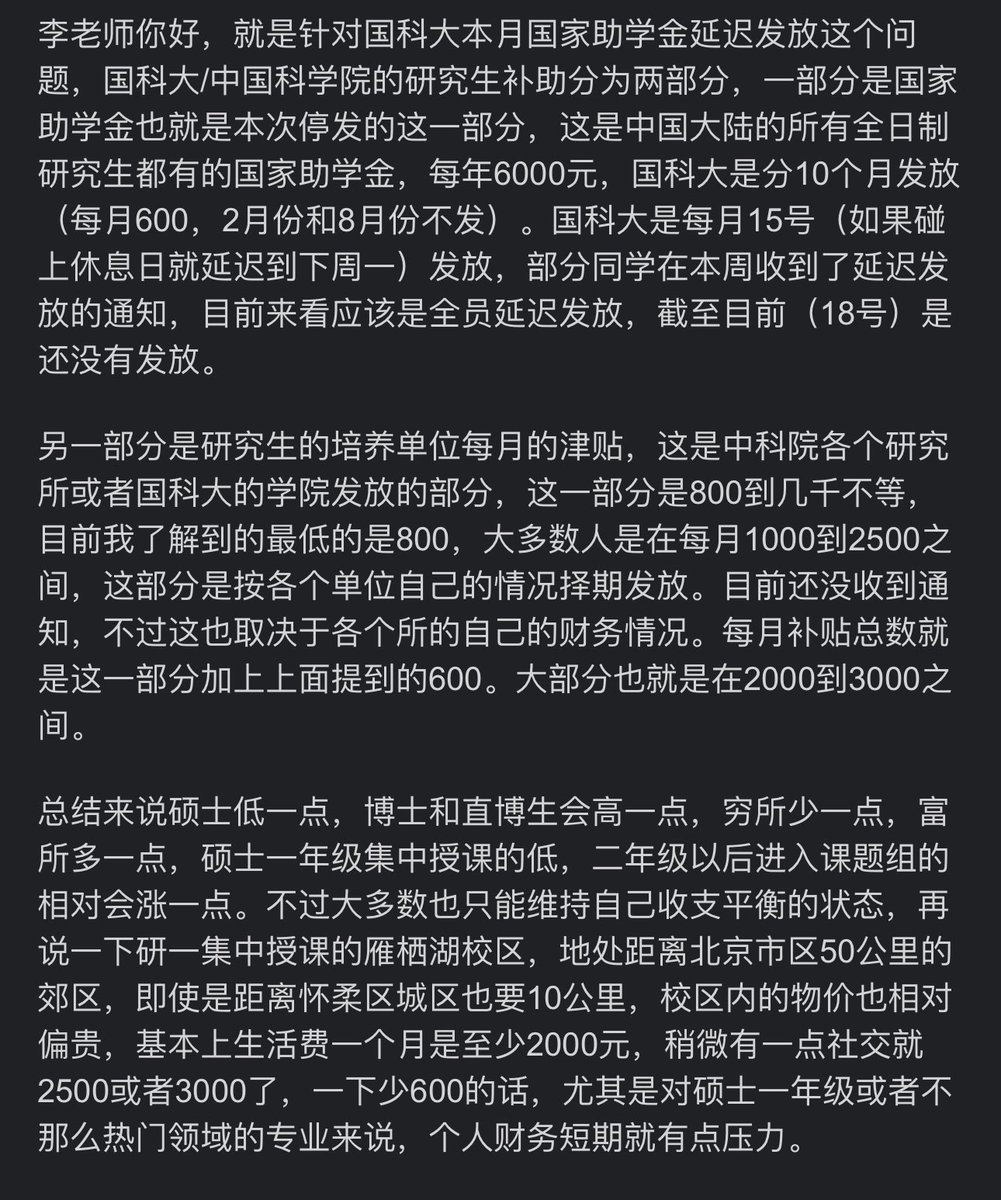 李老师你好，就是针对国科大本月国家助学金延迟发放这个问
题，国科大/中国科学院的研究生补助分为两部分，一部分是国家
助学金也就是本次停发的这一部分，这是中国大陆的所有全日制
研究生都有的国家助学金，每年6000元，国科大是分10个月发放
（每月600，2月份和8月份不发）。国科大是每月15号（如果碰
上休息日就延迟到下周一）发放，部分同学在本周收到了延迟发
放的通知，目前来看应该是全员延迟发放，截至目前（18号）是
还没有发放。
另一部分是研究生的培养单位每月的津贴，这是中科院各个研究
所或者国科大的学院发放的部分，这一部分是800到几千不等，
目前我了解到的最低的是800，大多数人是在每月1000到2500之
间，这部分是按各个单位自己的情况择期发放。目前还没收到通
知，不过这也取决于各个所的自己的财务情况。每月补贴总数就
是这一部分加上上面提到的600。大部分也就是在2000到3000之
间。
总结来说硕士低一点，博士和直博生会高一点，穷所少一点，富
所多一点，硕士一年级集中授课的低，二年级以后进入课题组的
相对会涨一点。不过大多数也只能维持自己收支平衡的状态，再
说一下研一集中授课的雁栖湖校区，地处距离北京市区50公里的
郊区，即使是距离怀柔区城区也要10公里，校区内的物价也相对
偏贵，基本上生活费一个月是至少2000元，稍微有一点社交就
2500或者3000了，一下少600的话，尤其是对硕士一年级或者不
那么热门领域的专业来说，个人财务短期就有点压力。